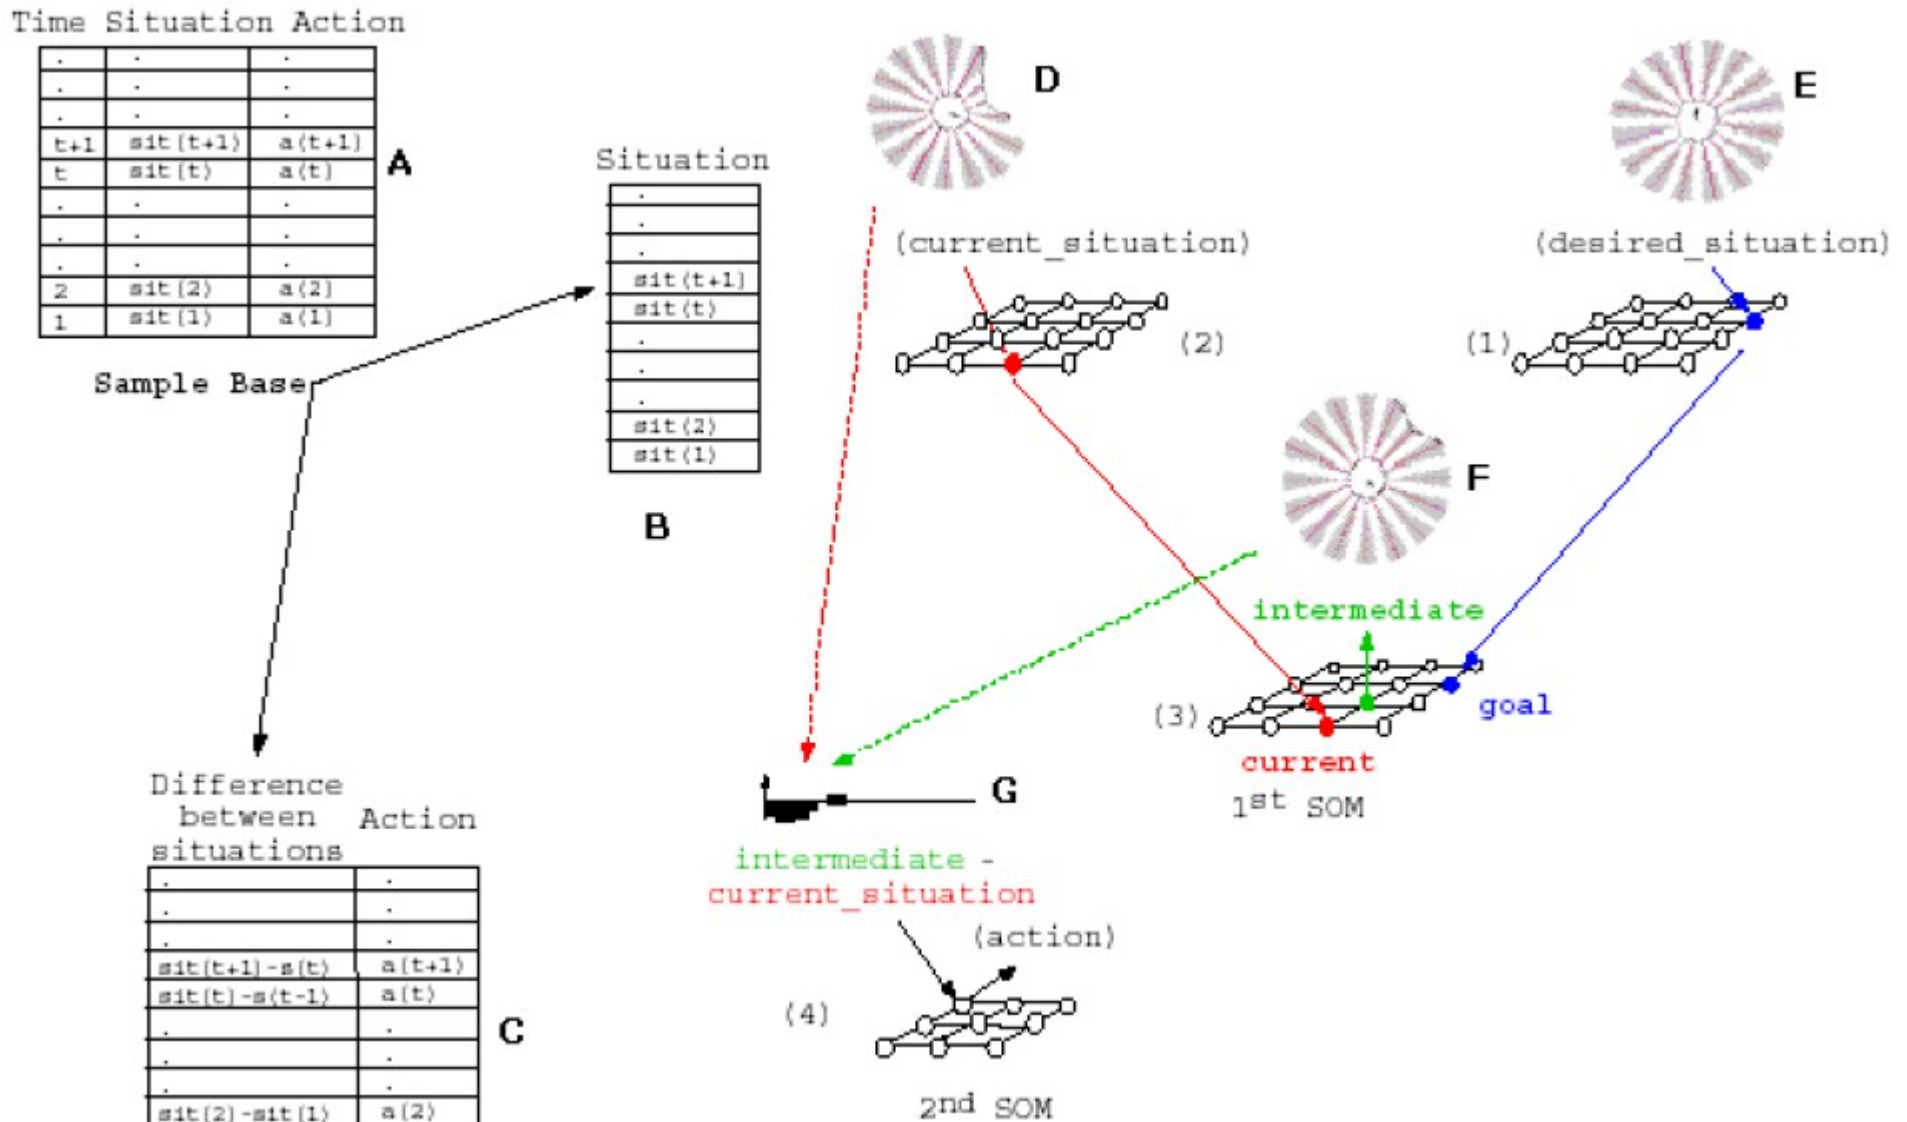 Time Situation Action
t+1 sit(t+1) a(t+1)
t sit(t) a(t)
2 sit(2) a(2)
1 sit(1) a(1)
A
Sample Base
Situation
sit(t+1)
sit(t)
sit(2)
sit(1)
B
D
E
(current_situation)
(desired_situation)
(2)
(1)
F
intermediate
(3)
goal
current
1st SOM
G
intermediate -
current_situation
(action)
(4)
2nd SOM
Difference
between
situations
Action
sit(t+1)-s(t) a(t+1)
sit(t)-s(t-1) a(t)
C
sit(2)-sit(1) a(2)